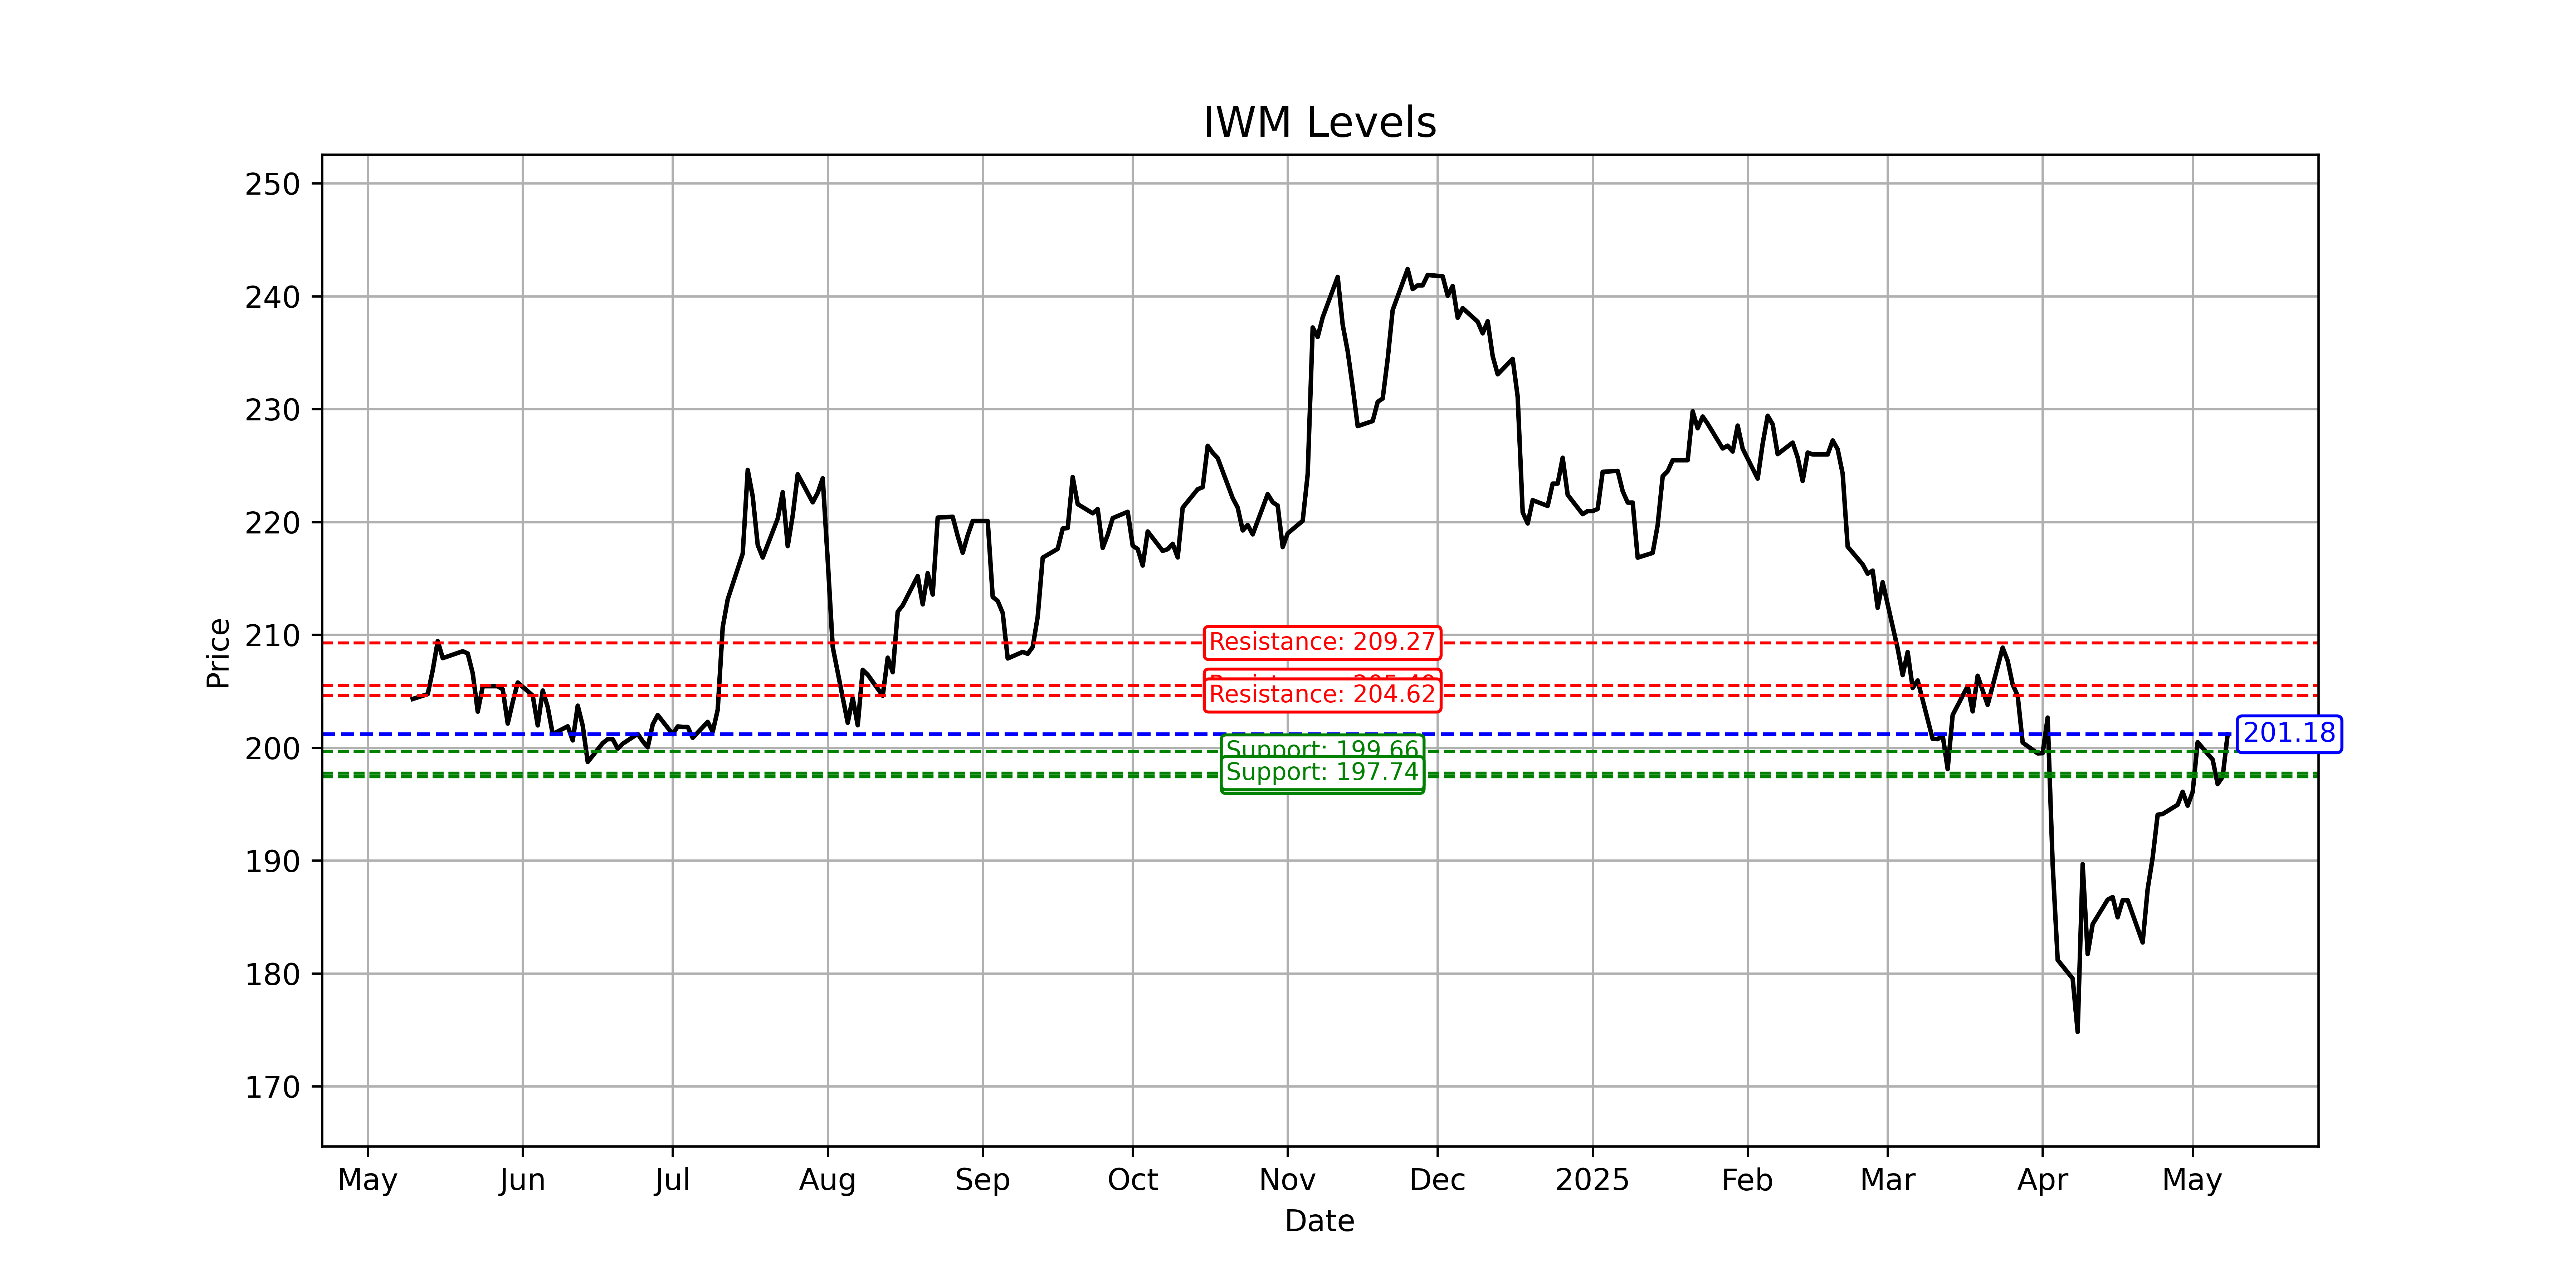 IWM Levels
Price
250
240
230
220
210
200
190
180
170
Resistance: 209.27
Resistance: 204.62
201.18
Support: 199.66
Support: 197.74
May Jun Jul Aug Sep Oct Nov Dec 2025 Feb Mar Apr May
Date